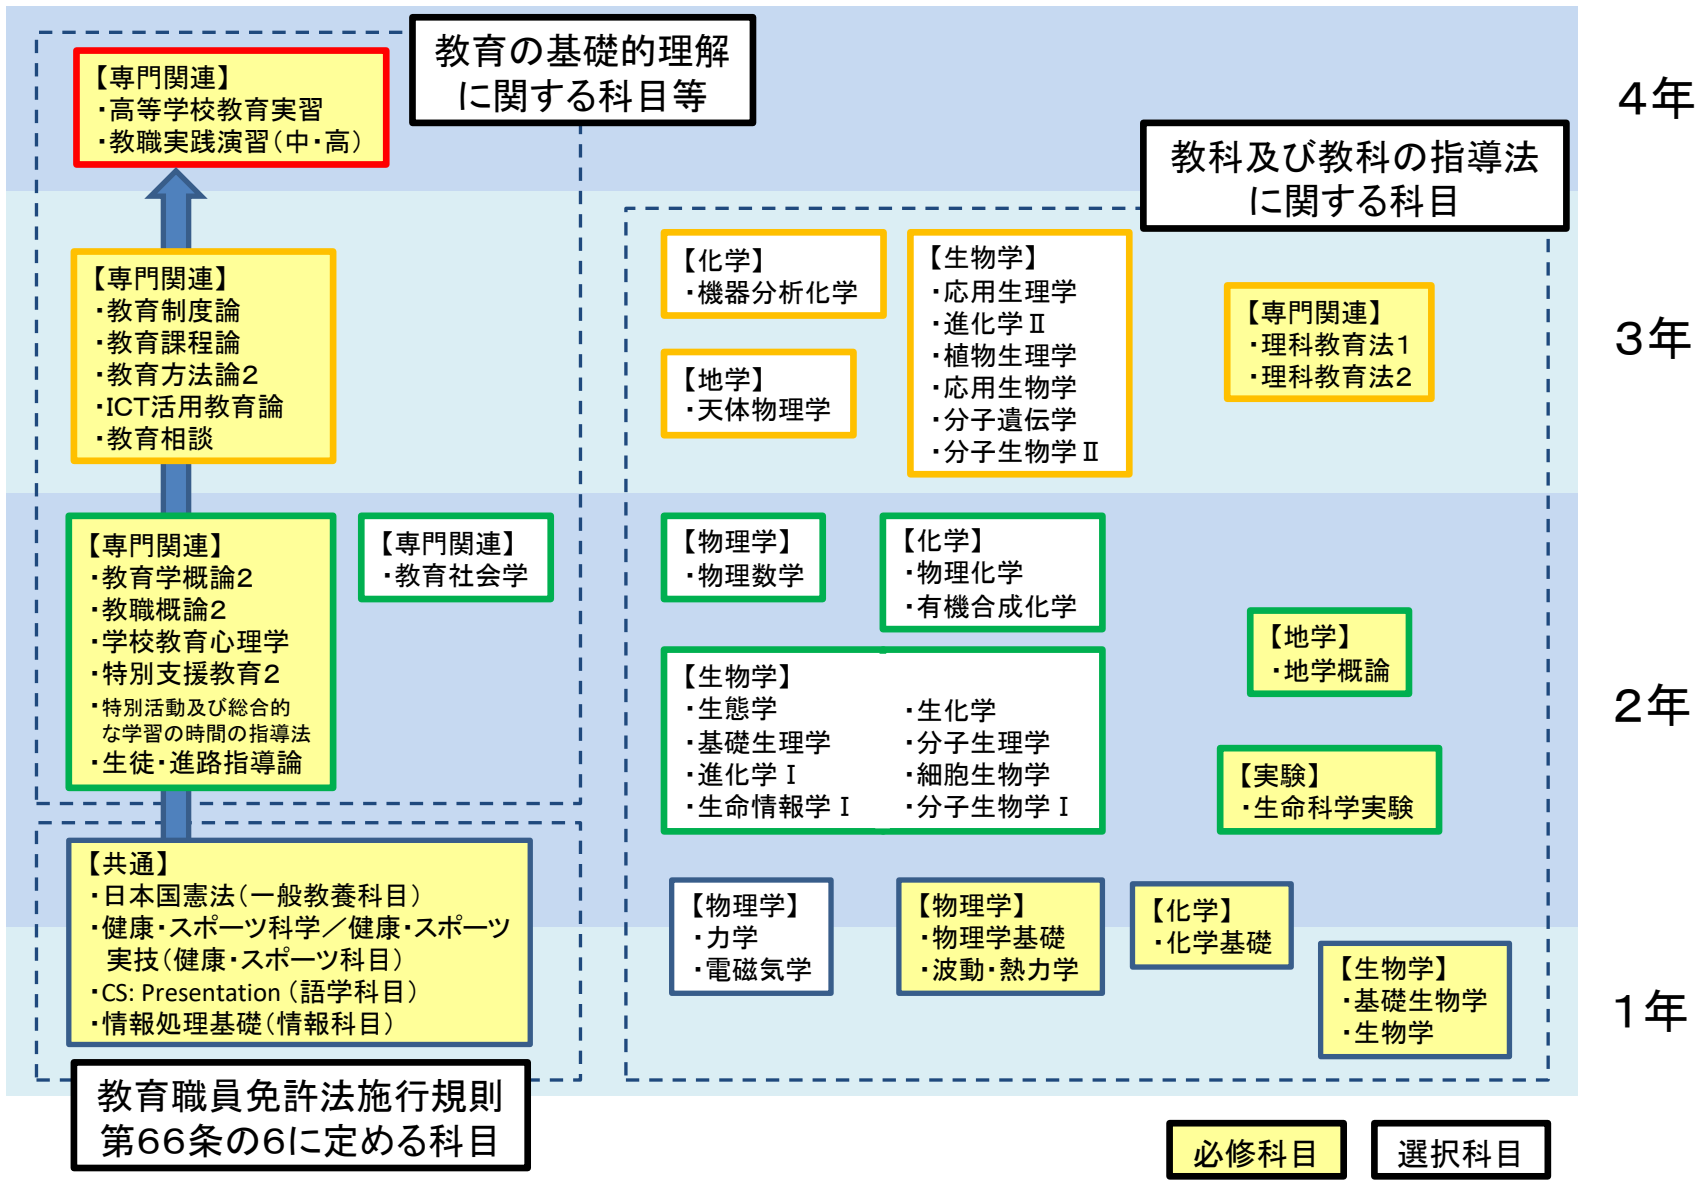 教育の基礎的理解
に関する科目等
4年
【専門関連】
・高等学校教育実習
・教職実践演習(中・高)
教科及び教科の指導法
に関する科目
【専門関連】
・教育制度論
・教育課程論
・教育方法論2
・ICT活用教育論
・教育相談
【化学】
・機器分析化学
【地学】
・天体物理学
【生物学】
・応用生理学
・進化学Ⅱ
・植物生理学
・応用生物学
・分子遺伝学
・分子生物学Ⅱ
【専門関連】
・理科教育法1
・理科教育法2
3年
【専門関連】
・教育学概論2
・教職概論2
・学校教育心理学
・特別支援教育2
・特別活動及び総合的
な学習の時間の指導法
・生徒・進路指導論
【専門関連】
・教育社会学
【物理学】
・物理数学
【化学】
・物理化学
・有機合成化学
【生物学】
・生態学
・基礎生理学
・進化学Ⅰ
・生命情報学Ⅰ
・生化学
・分子生理学
・細胞生物学
・分子生物学Ⅰ
【地学】
・地学概論
【実験】
・生命科学実験
2年
【共通】
・日本国憲法(一般教養科目)
・健康・スポーツ科学/健康・スポーツ
実技(健康・スポーツ科目)
・CS: Presentation (語学科目)
・情報処理基礎(情報科目)
【物理学】
・力学
・電磁気学
【物理学】
・物理学基礎
・波動・熱力学
【化学】
・化学基礎
【生物学】
・基礎生物学
・生物学
1年
教育職員免許法施行規則
第66条の6に定める科目
必修科目
選択科目